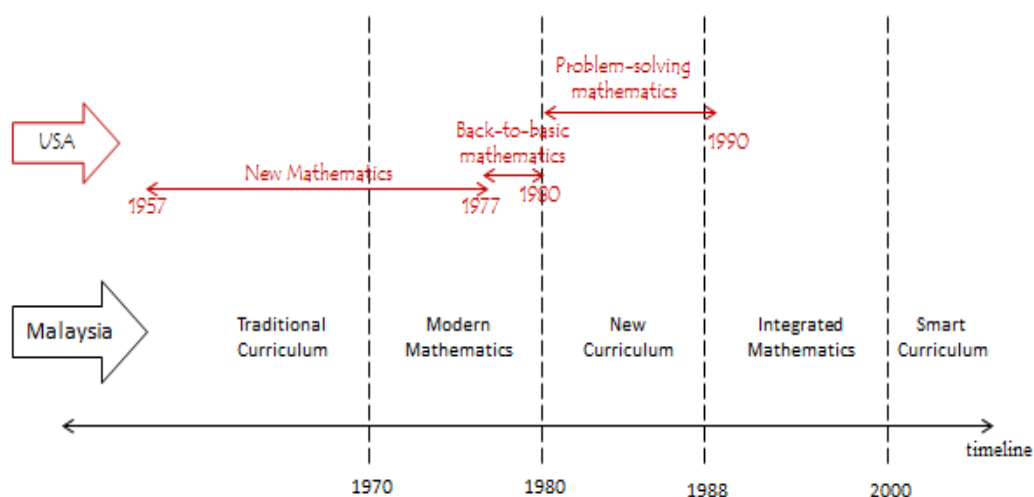 Problem-solving
mathematics
USA
Back-to-basic
mathematics
1990
New Mathematics
1957
1977
1980
Malaysia
Traditional
Curriculum
Modern
Mathematics
New
Curriculum
Integrated
Mathematics
Smart
Curriculum
timeline
1970
1980
1988
2000